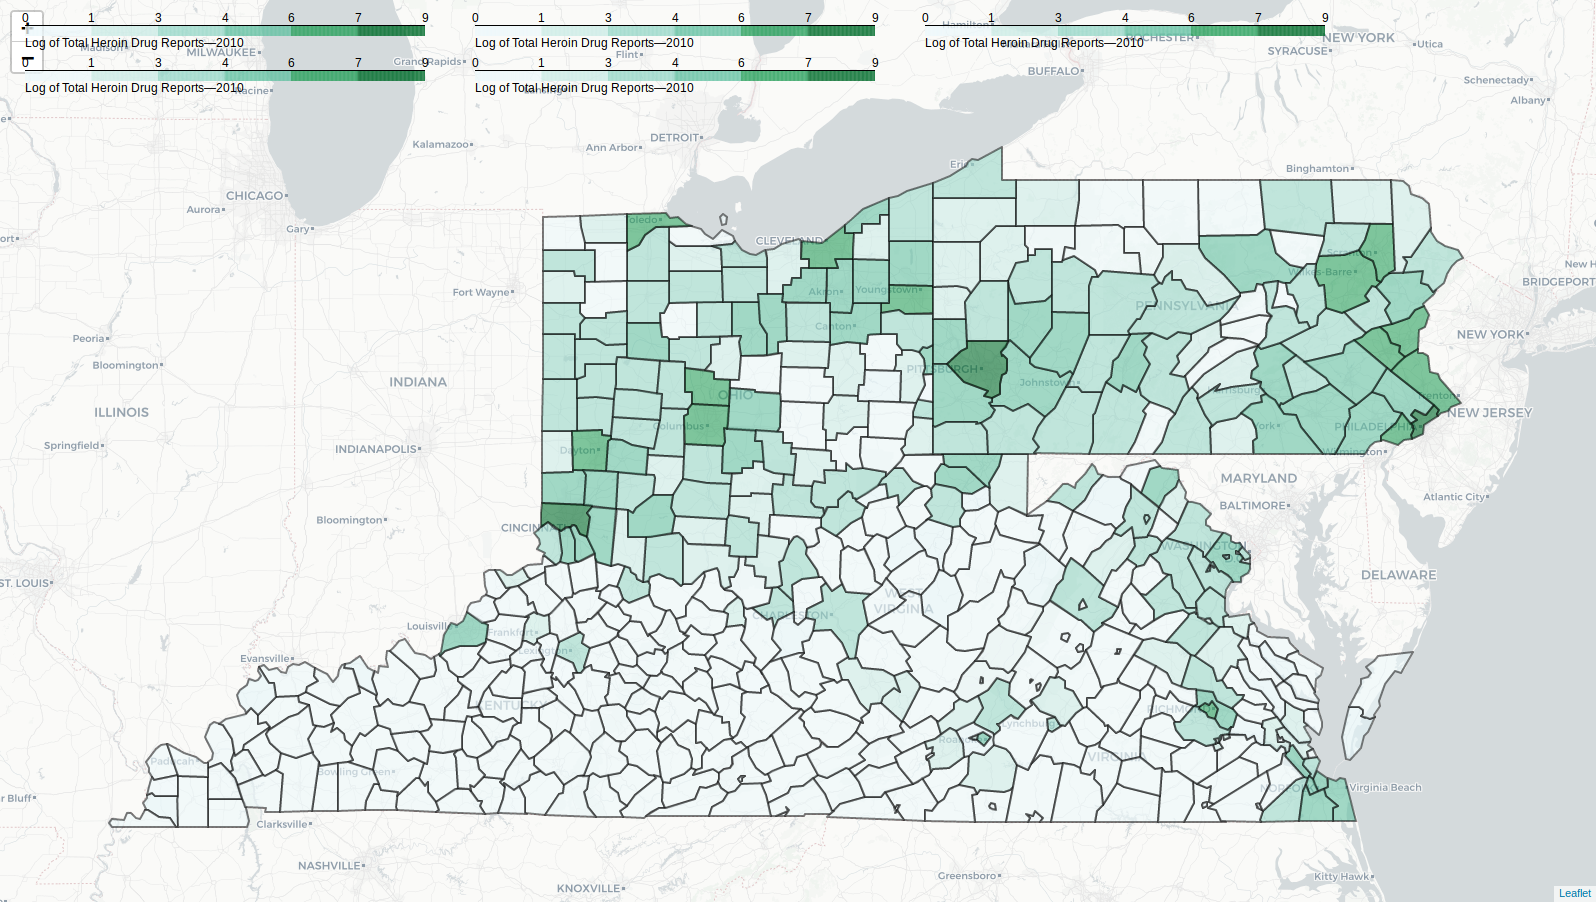 0 1 3 4 6 7 9
Log of Total Heroin Drug Reports—2010
0 1 3 4 6 7 9
Log of Total Heroin Drug Reports—2010
0 1 3 4 6 7 9
Log of Total Heroin Drug Reports—2010
0 1 3 4 6 7 9
Log of Total Heroin Drug Reports—2010
0 1 3 4 6 7 9
Log of Total Heroin Drug Reports—2010
Hamilton
Madison
MILWAUKEE
Grand Rapids
Flint
ROCHESTER
NEW YORK
SYRACUSE
Utica
BUFFALO
Racine
Lansing
Schenectady
Albany
Kalamazoo
Ann Arbor
DETROIT
Erie
Binghamton
CHICAGO
Aurora
Gary
oledo
CLEVELAND
Scranton
Wilkes-Barre
New H
BRIDGEPORT
Fort Wayne
Akron
Youngstown
PENNSYLVANIA
Peoria
Canton
NEW YORK
Bloomington
INDIANA
PITTSBURGH
Johnstown
OHIO
Harrisburg
Trenton
ILLINOIS
NEW JERSEY
Springfield
INDIANAPOLIS
Columbus
York
PHILADELPHIA
Dayton
Wilmington
MARYLAND
BALTIMORE
Atlantic City
Bloomington
CINCINNATI
WASHINGTON
ST. LOUIS
DELAWARE
WEST
VIRGINIA
CHARLESTON
Louisville
Frankfort
Lexington
Evansville
KENTUCKY
RICHMOND
Lynchburg
Roanoke
VIRGINIA
Paducah
Bowling Green
NORFOLK
Virginia Beach
r Bluff
Clarksville
NASHVILLE
KNOXVILLE
Greensboro
Kitty Hawk
Leaflet